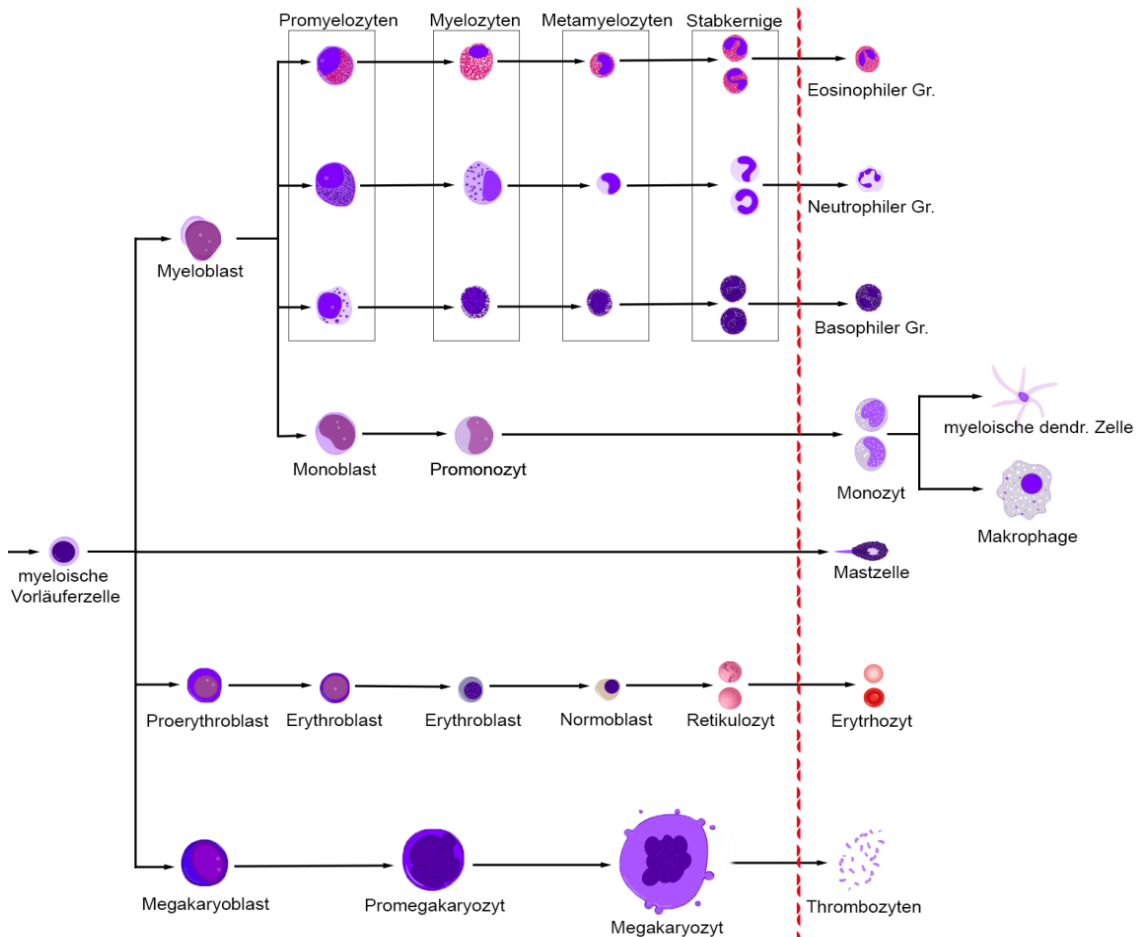 Promyelozyten
Myelozyten
Metamyelozyten
Stabkernige
Eosinophiler Gr.
Neutrophiler Gr.
Myeloblast
Basophiler Gr.
myeloische dendr. Zelle
Monoblast
Promonozyt
Monozyt
Makrophage
myeloische
Vorläuferzelle
Mastzelle
Proerythroblast
Erythroblast
Erythroblast
Normoblast
Retikulozyt
Erytrhozyt
Megakaryoblast
Promegakaryozyt
Megakaryozyt
Thrombozyten